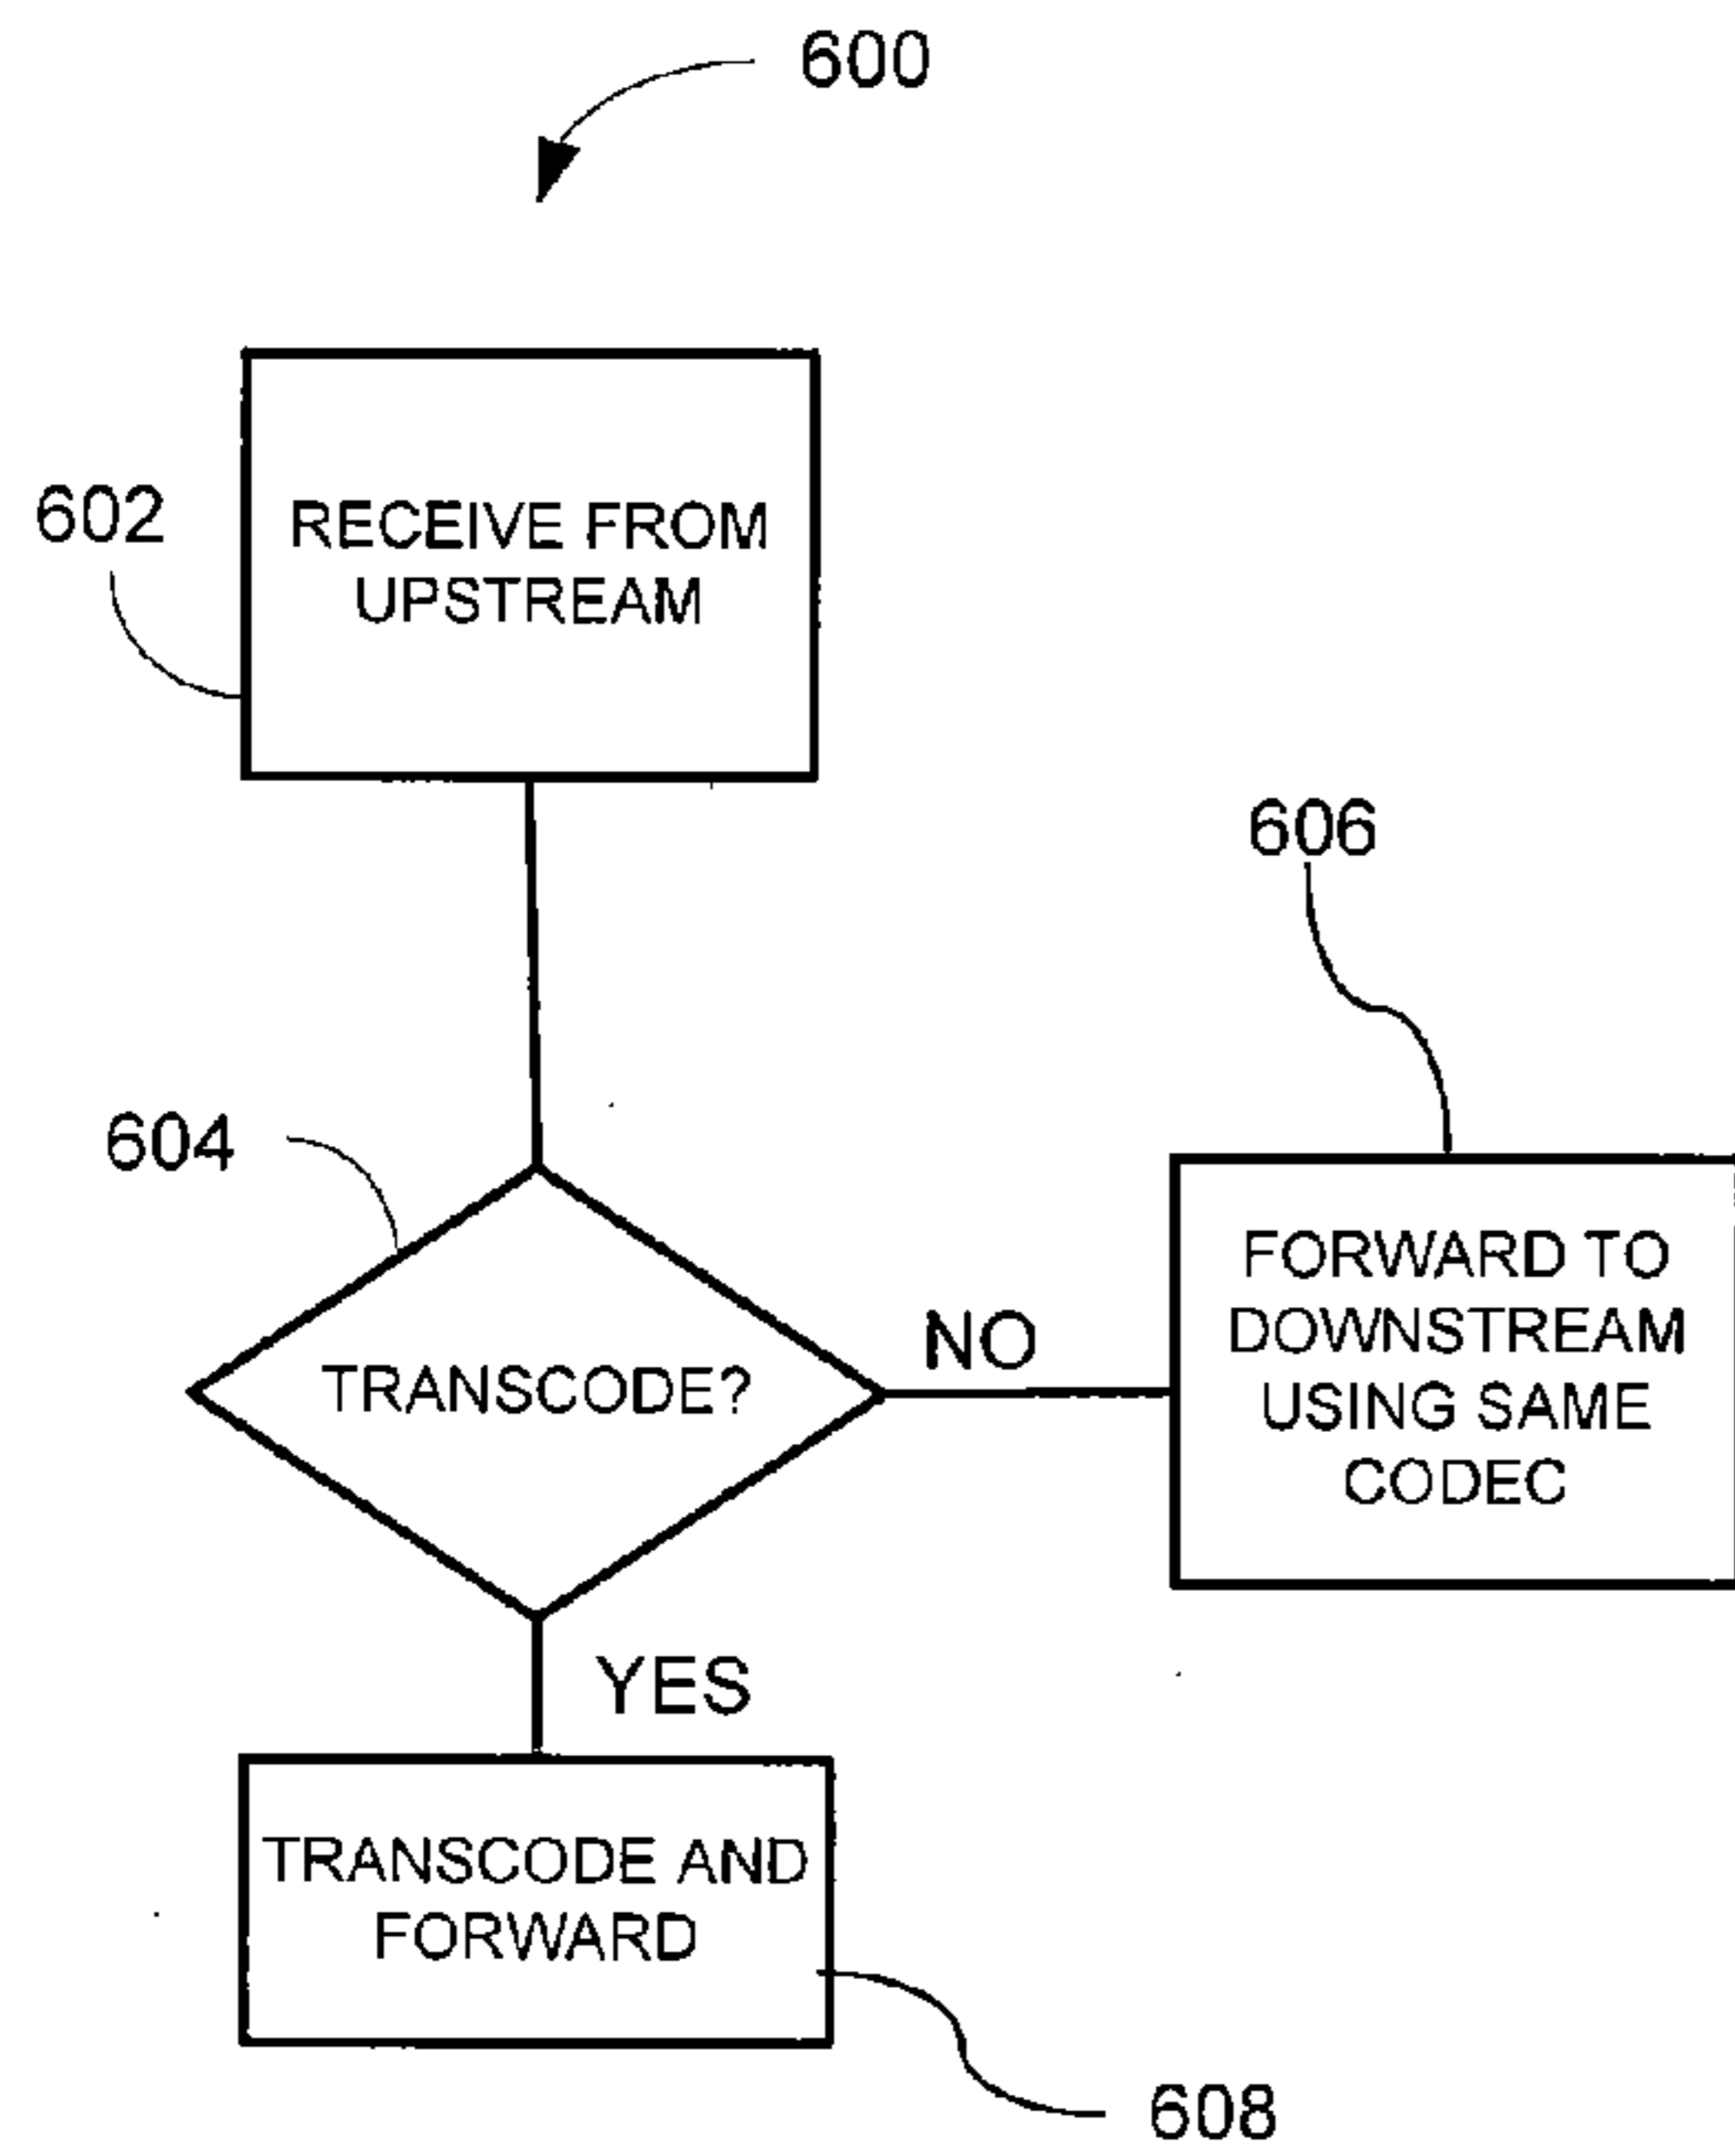 600
602
RECEIVE FROM
UPSTREAM
606
604
TRANSCODE?
NO
FORWARD TO
DOWNSTREAM
USING SAME
CODEC
YES
TRANSCODE AND
FORWARD
608